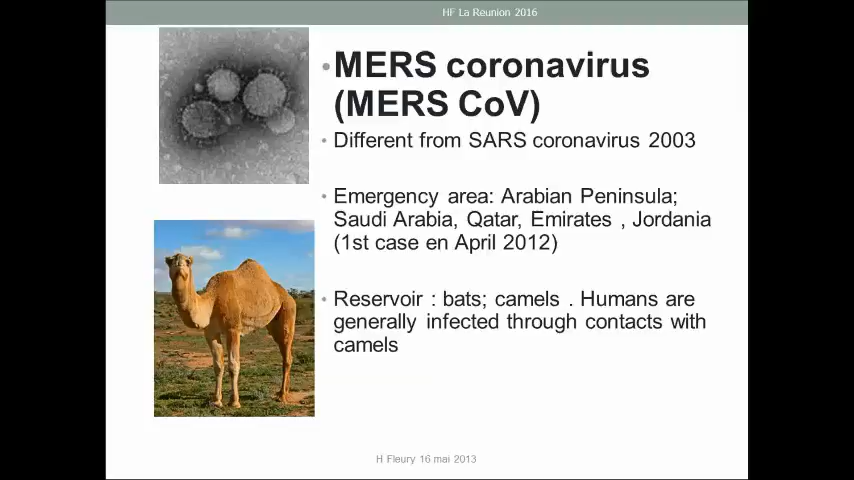 HF La Reunion 2016
•MERS coronavirus
(MERS CoV)
• Different from SARS coronavirus 2003
• Emergency area: Arabian Peninsula;
Saudi Arabia, Qatar, Emirates , Jordania
(1st case en April 2012)
• Reservoir : bats; camels . Humans are
generally infected through contacts with
camels
H Fleury 16 mai 2013